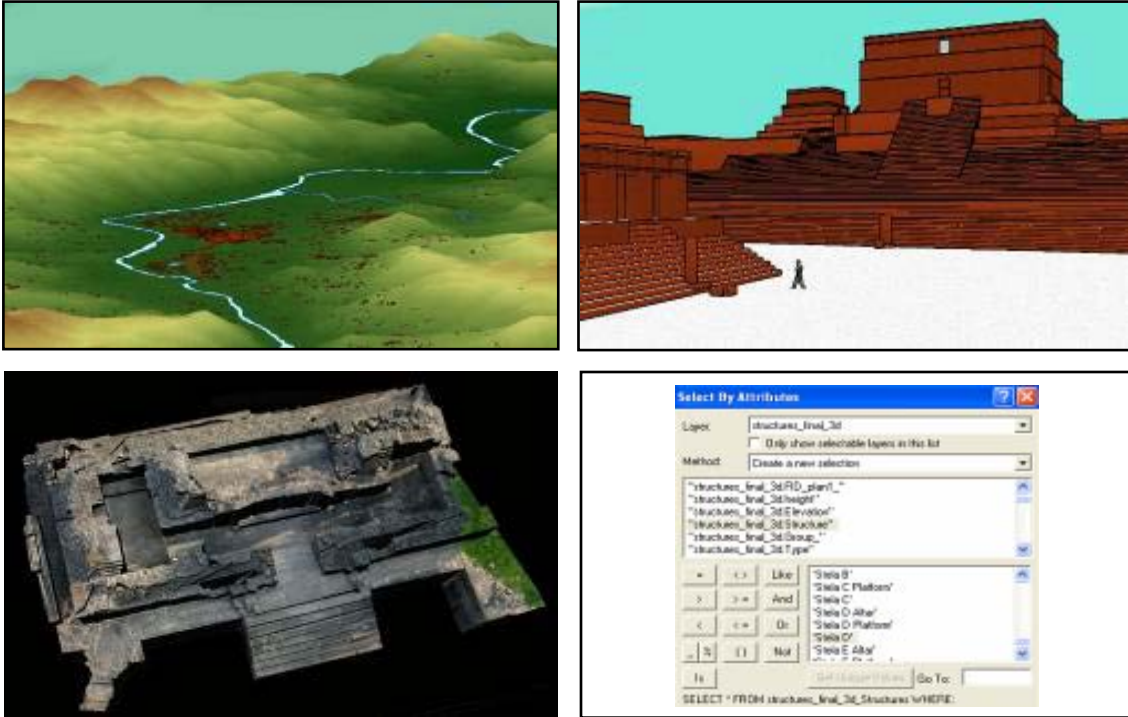 Select By Attributes
Layer: structures_final_3d
Only show selectable layers in this list
Method: Create a new selection
"structures_final_3d.FID_plan1_"
"structures_final_3d.height"
"structures_final_3d.Elevation"
"structures_final_3d.Structure"
"structures_final_3d.Group_"
"structures_final_3d.Type"
= < > Like
> > = And
< < = Or
_ % ( ) Not
Is
'Stela B'
'Stela C Platform'
'Stela C'
'Stela D Altar'
'Stela D Platform'
'Stela D'
'Stela E Altar'
Get Unique Values Go To:
SELECT * FROM structures_final_3d_Structures WHERE: